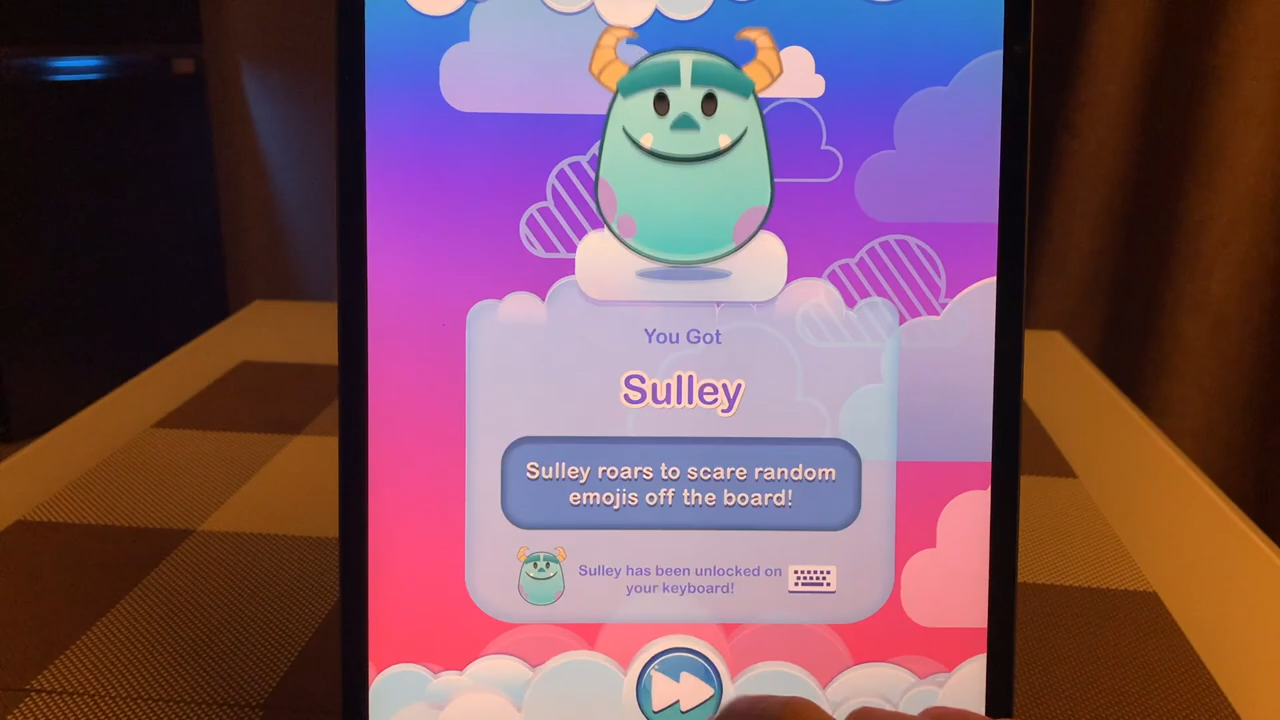 You Got
Sulley
Sulley roars to scare random
emojis off the board!
Sulley has been unlocked on
your keyboard!